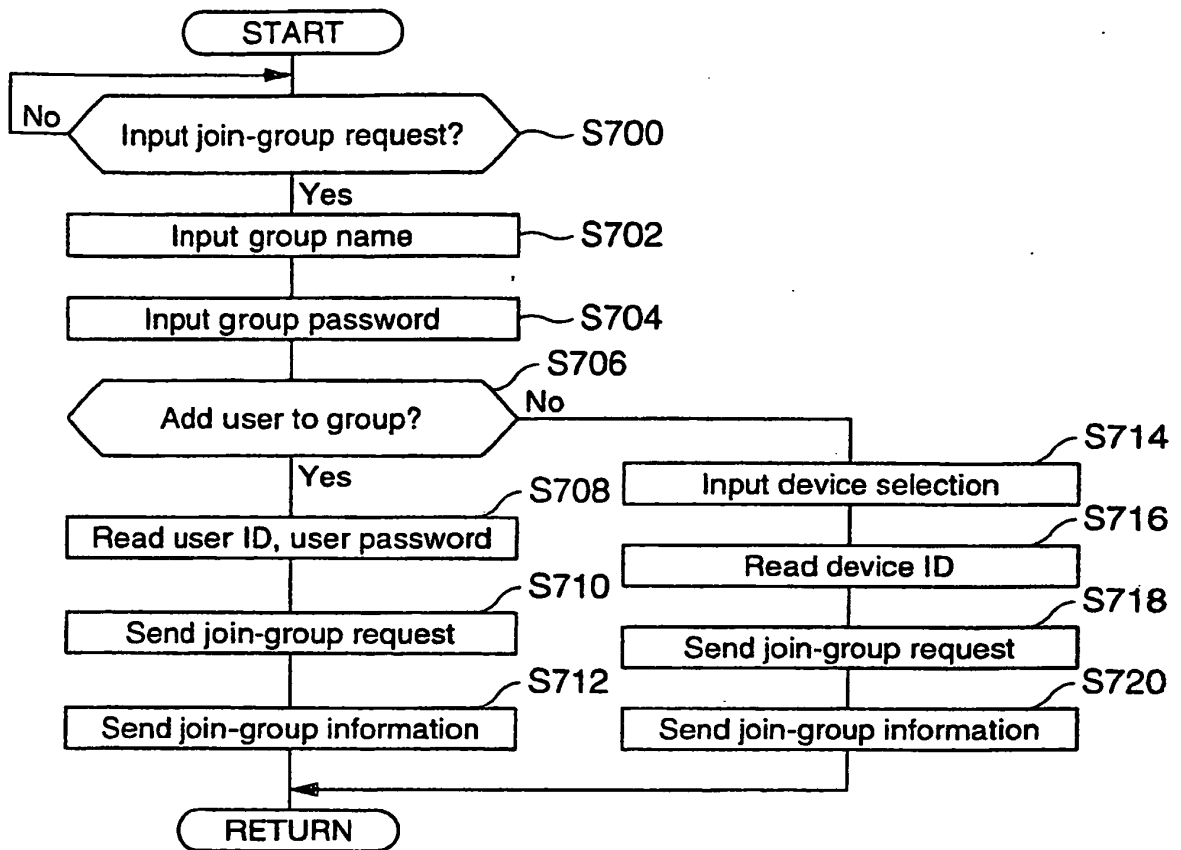 START
No
Input join-group request?
S700
Yes
Input group name
S702
Input group password
S704
S706
Add user to group?
No
Yes
S708
Read user ID, user password
S710
Send join-group request
S712
Send join-group information
S714
Input device selection
S716
Read device ID
S718
Send join-group request
S720
Send join-group information
RETURN